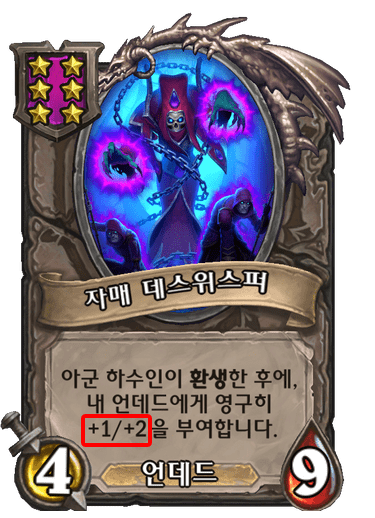 자매 데스위스퍼
아군 하수인이 환생한 후에,
내 언데드에게 영구히
+1/+2을 부여합니다.
4
언데드
9